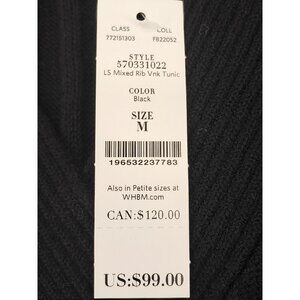 CLASS COLL
772151303 FB22052
STYLE
570331022
LS Mixed Rib Vnk Tunic
COLOR
Black
SIZE
M
196532237783
Also in Petite sizes at
WHBM.com
CAN:$120.00
US:$99.00